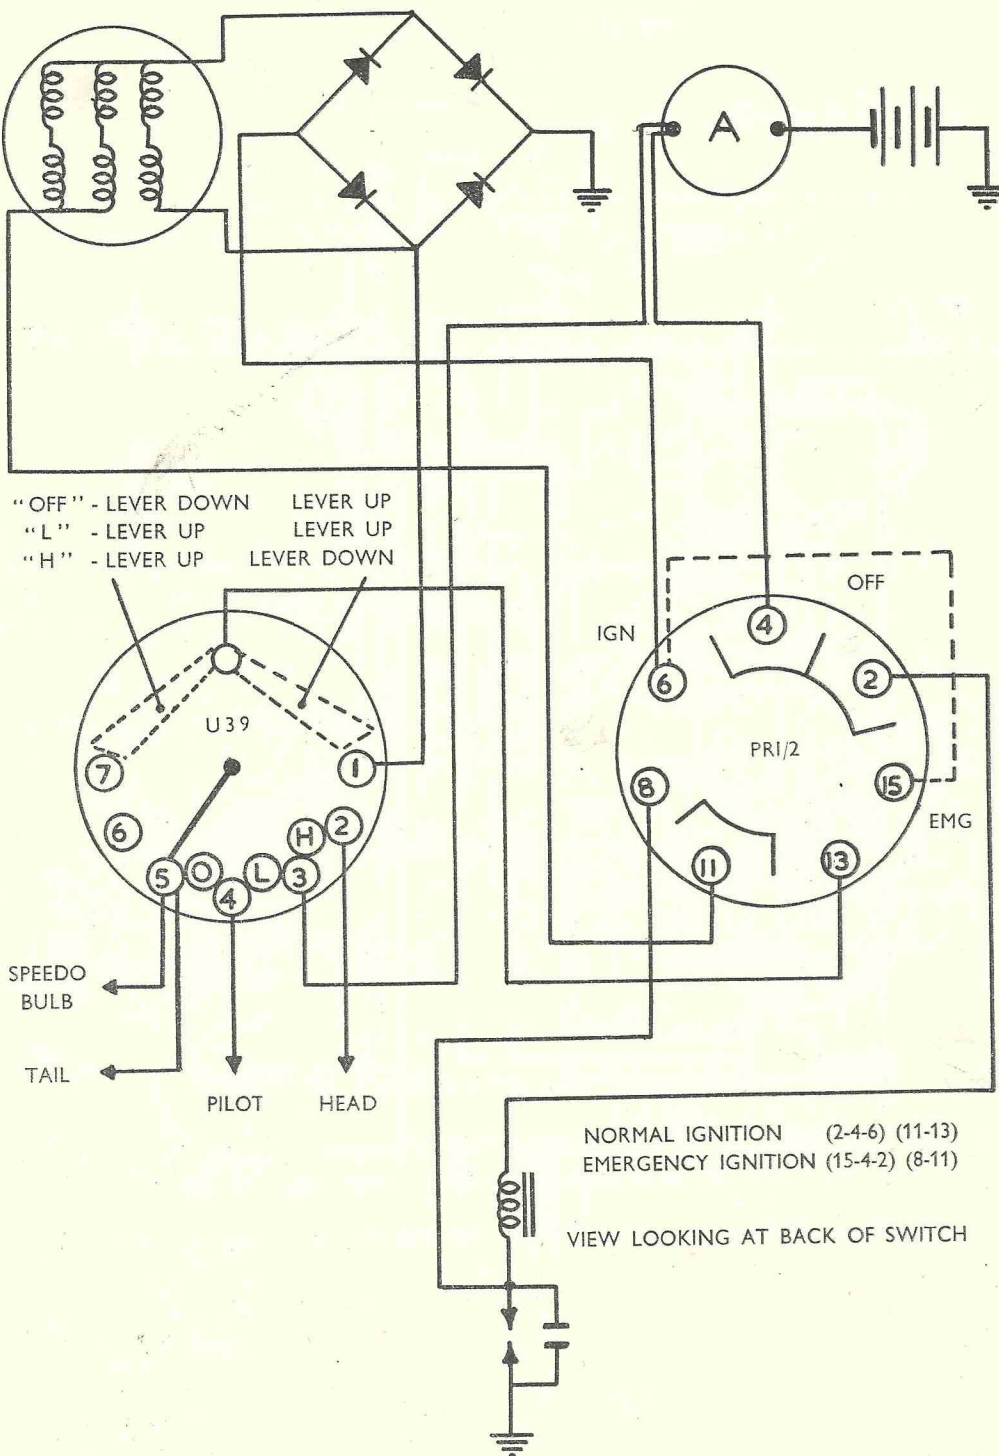 A
"OFF" - LEVER DOWN LEVER UP
"L" - LEVER UP LEVER UP
"H" - LEVER UP LEVER DOWN
OFF
IGN
4
6
2
U39
PRI/2
7
1
8
15
EMG
6
H
2
5
O
L
3
4
11
13
SPEEDO
BULB
TAIL
PILOT
HEAD
NORMAL IGNITION (2-4-6) (11-13)
EMERGENCY IGNITION (15-4-2) (8-11)
VIEW LOOKING AT BACK OF SWITCH